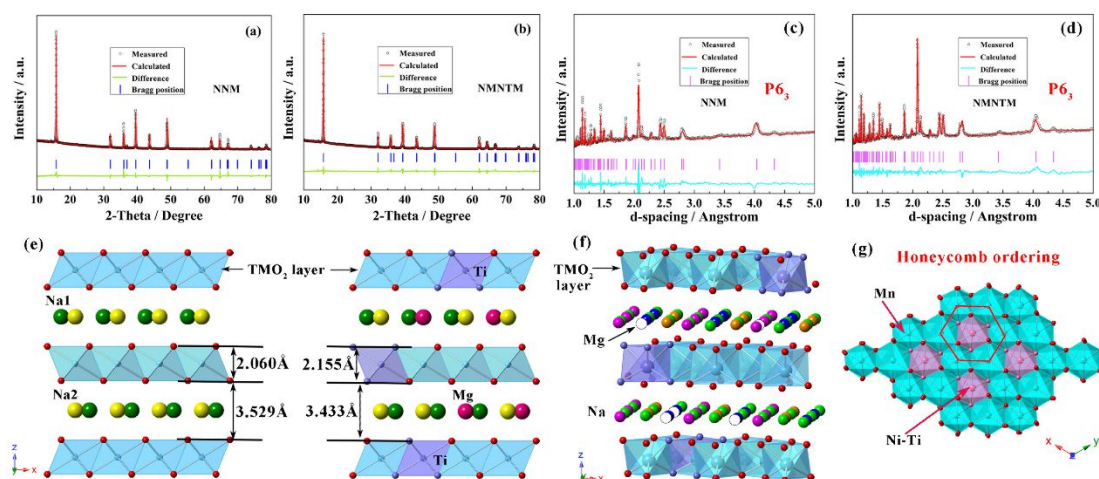 (a)
Measured
Calculated
Difference
Bragg position
NNM
Intensity / a.u.
10 20 30 40 50 60 70 80
2-Theta / Degree
(b)
Measured
Calculated
Difference
Bragg position
NMNTM
Intensity / a.u.
10 20 30 40 50 60 70 80
2-Theta / Degree
(c)
Measured
Calculated
Difference
Bragg position
P6₃
NNM
Intensity / a.u.
1.0 1.5 2.0 2.5 3.0 3.5 4.0 4.5 5.0
d-spacing / Angstrom
(d)
Measured
Calculated
Difference
Bragg position
P6₃
NMNTM
Intensity / a.u.
1.0 1.5 2.0 2.5 3.0 3.5 4.0 4.5 5.0
d-spacing / Angstrom
(e)
TMO₂ layer
Ti
Na1
2.060Å
2.155Å
Na2
3.529Å
3.433Å
Mg
Ti
z
x
(f)
TMO₂
layer
Mg
Na
z
(g)
Honeycomb ordering
Mn
Ni-Ti
x
y